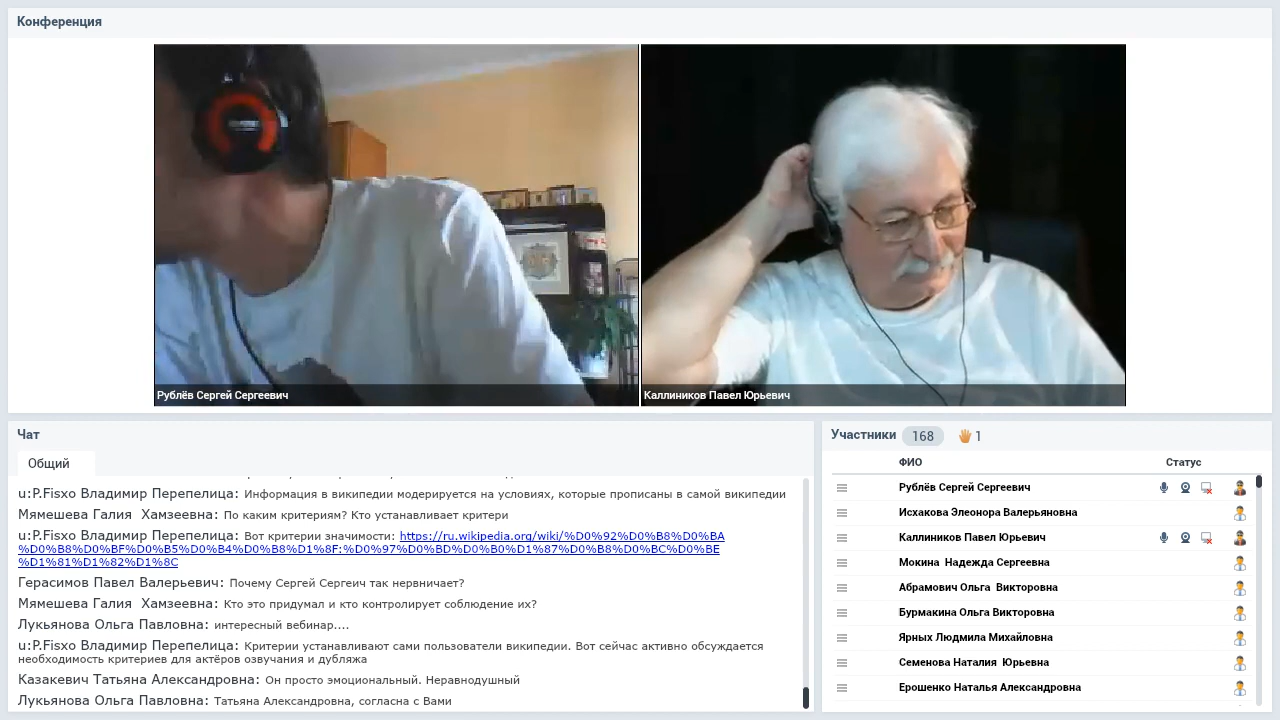 Конференция
Рублёв Сергей Сергеевич
Каллиников Павел Юрьевич
Чат
Общий
u:P.Fisxo Владимир Перепелица: Информация в википедии модерируется на условиях, которые прописаны в самой википедии
Мямешева Галия  Хамзеевна: По каким критериям? Кто устанавливает критери
u:P.Fisxo Владимир Перепелица: Вот критерии значимости: https://ru.wikipedia.org/wiki/%D0%92%D0%B8%D0%BA
%D0%B8%D0%BF%D0%B5%D0%B4%D0%B8%D1%8F:%D0%97%D0%BD%D0%B0%D1%87%D0%B8%D0%BC%D0%BE
%D1%81%D1%82%D1%8C
Герасимов Павел Валерьевич: Почему Сергей Сергеич так нервничает?
Мямешева Галия  Хамзеевна: Кто это придумал и кто контролирует соблюдение их?
Лукьянова Ольга Павловна: интересный вебинар....
u:P.Fisxo Владимир Перепелица: Критерии устанавливают сами пользователи википедии. Вот сейчас активно обсуждается
необходимость критериев для актёров озвучания и дубляжа
Казакевич Татьяна Александровна: Он просто эмоциональный. Неравнодушный
Лукьянова Ольга Павловна: Татьяна Александровна, согласна с Вами
Участники 168 1
ФИО Статус
Рублёв Сергей Сергеевич
Исхакова Элеонора Валерьяновна
Каллиников Павел Юрьевич
Мокина  Надежда Сергеевна
Абрамович Ольга  Викторовна
Бурмакина Ольга Викторовна
Ярных Людмила Михайловна
Семенова Наталия  Юрьевна
Ерошенко Наталья Александровна